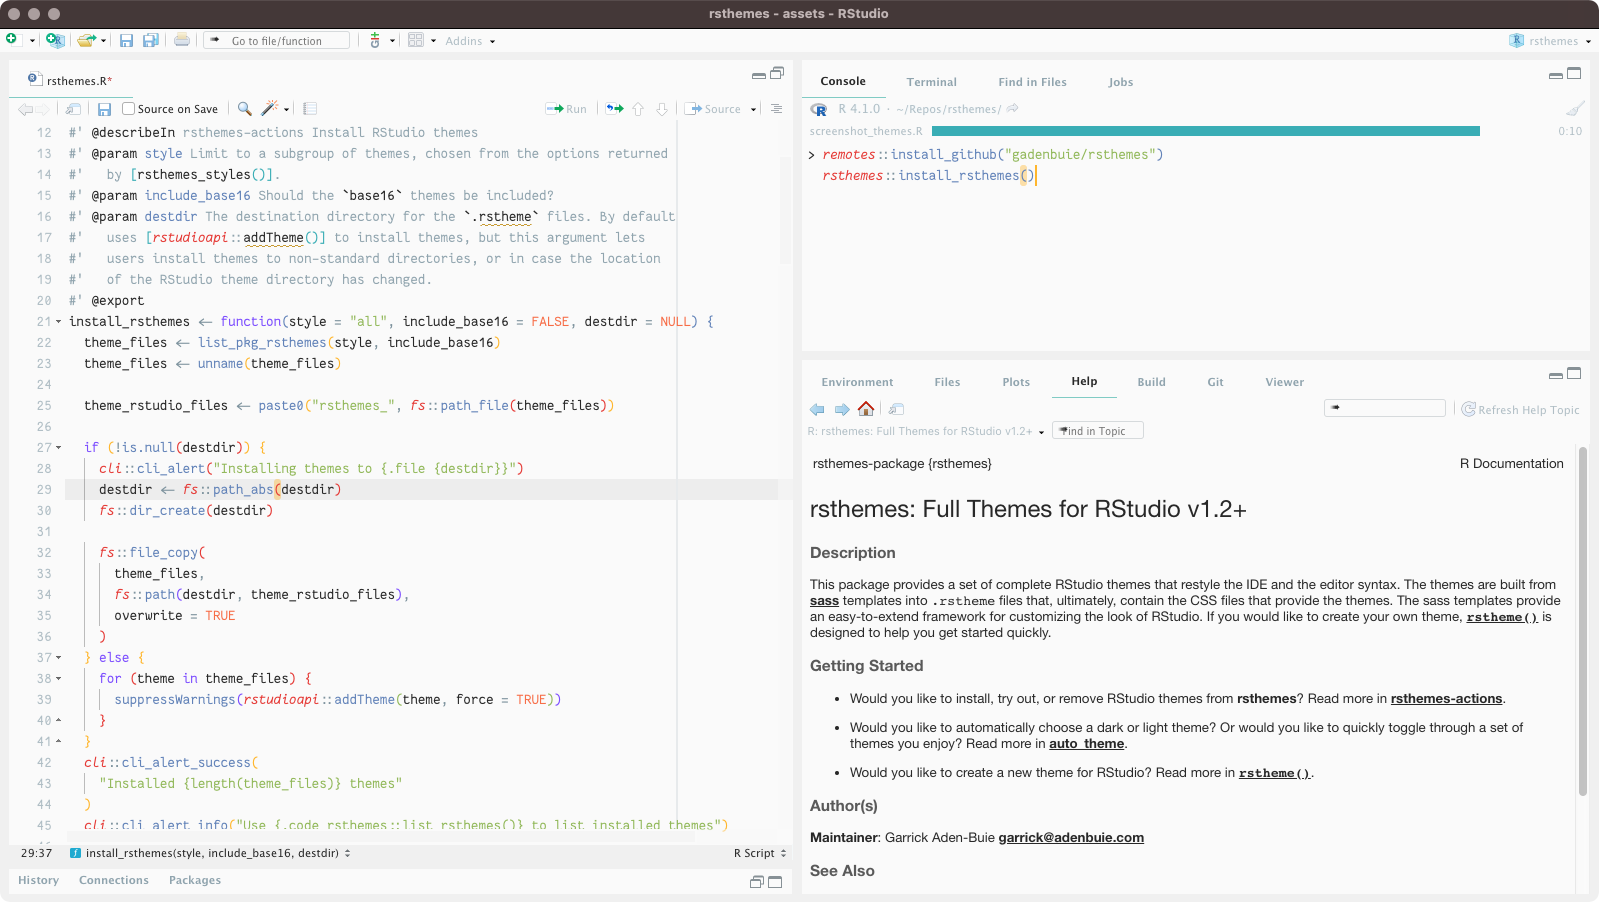 rsthemes - assets - RStudio
Go to file/function
Addins
rsthemes
rsthemes.R*
Source on Save
Run
Source
12 #' @describeIn rsthemes-actions Install RStudio themes
13 #' @param style Limit to a subgroup of themes, chosen from the options returned
14 #'   by [rsthemes_styles()].
15 #' @param include_base16 Should the `base16` themes be included?
16 #' @param destdir The destination directory for the `.rstheme` files. By default
17 #'   uses [rstudioapi::addTheme()] to install themes, but this argument lets
18 #'   users install themes to non-standard directories, or in case the location
19 #'   of the RStudio theme directory has changed.
20 #' @export
21 install_rsthemes <- function(style = "all", include_base16 = FALSE, destdir = NULL) {
22   theme_files <- list_pkg_rsthemes(style, include_base16)
23   theme_files <- unname(theme_files)
24
25   theme_rstudio_files <- paste0("rsthemes_", fs::path_file(theme_files))
26
27   if (!is.null(destdir)) {
28     cli::cli_alert("Installing themes to {.file {destdir}}")
29     destdir <- fs::path_abs(destdir)
30     fs::dir_create(destdir)
31
32     fs::file_copy(
33       theme_files,
34       fs::path(destdir, theme_rstudio_files),
35       overwrite = TRUE
36     )
37   } else {
38     for (theme in theme_files) {
39       suppressWarnings(rstudioapi::addTheme(theme, force = TRUE))
40     }
41   }
42   cli::cli_alert_success(
43     "Installed {length(theme_files)} themes"
44   )
45   cli::cli_alert_info("Use {.code rsthemes::list_rsthemes()} to list installed themes")
29:37 install_rsthemes(style, include_base16, destdir) R Script
History Connections Packages
Console Terminal Find in Files Jobs
R 4.1.0 · ~/Repos/rsthemes/
screenshot_themes.R 0:10
> remotes::install_github("gadenbuie/rsthemes")
  rsthemes::install_rsthemes()
Environment Files Plots Help Build Git Viewer
Refresh Help Topic
R: rsthemes: Full Themes for RStudio v1.2+ Find in Topic
rsthemes-package {rsthemes} R Documentation
rsthemes: Full Themes for RStudio v1.2+
Description
This package provides a set of complete RStudio themes that restyle the IDE and the editor syntax. The themes are built from
sass templates into .rstheme files that, ultimately, contain the CSS files that provide the themes. The sass templates provide
an easy-to-extend framework for customizing the look of RStudio. If you would like to create your own theme, rstheme() is
designed to help you get started quickly.
Getting Started
• Would you like to install, try out, or remove RStudio themes from rsthemes? Read more in rsthemes-actions.
• Would you like to automatically choose a dark or light theme? Or would you like to quickly toggle through a set of
themes you enjoy? Read more in auto_theme.
• Would you like to create a new theme for RStudio? Read more in rstheme().
Author(s)
Maintainer: Garrick Aden-Buie garrick@adenbuie.com
See Also